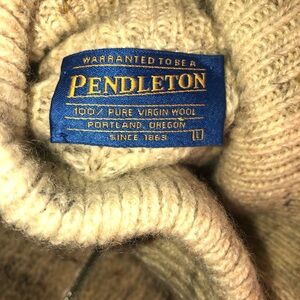 WARRANTED TO BE A
PENDLETON
100% PURE VIRGIN WOOL
PORTLAND, OREGON
SINCE 1863